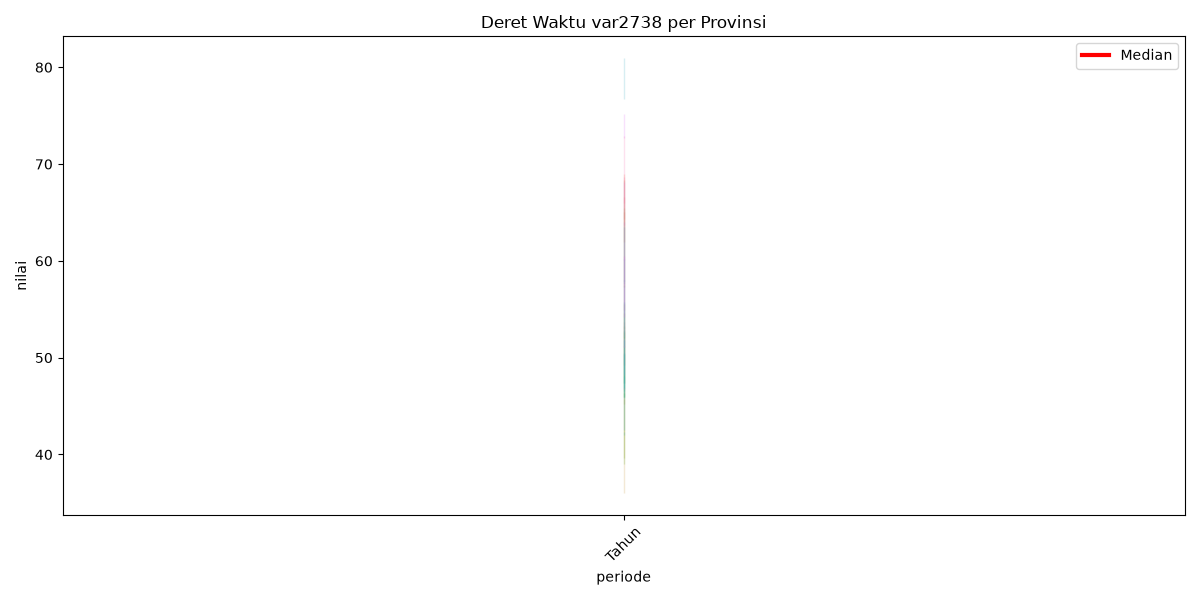 Deret Waktu var2738 per Provinsi
Median
80
70
60
50
40
nilai
Tahun
periode